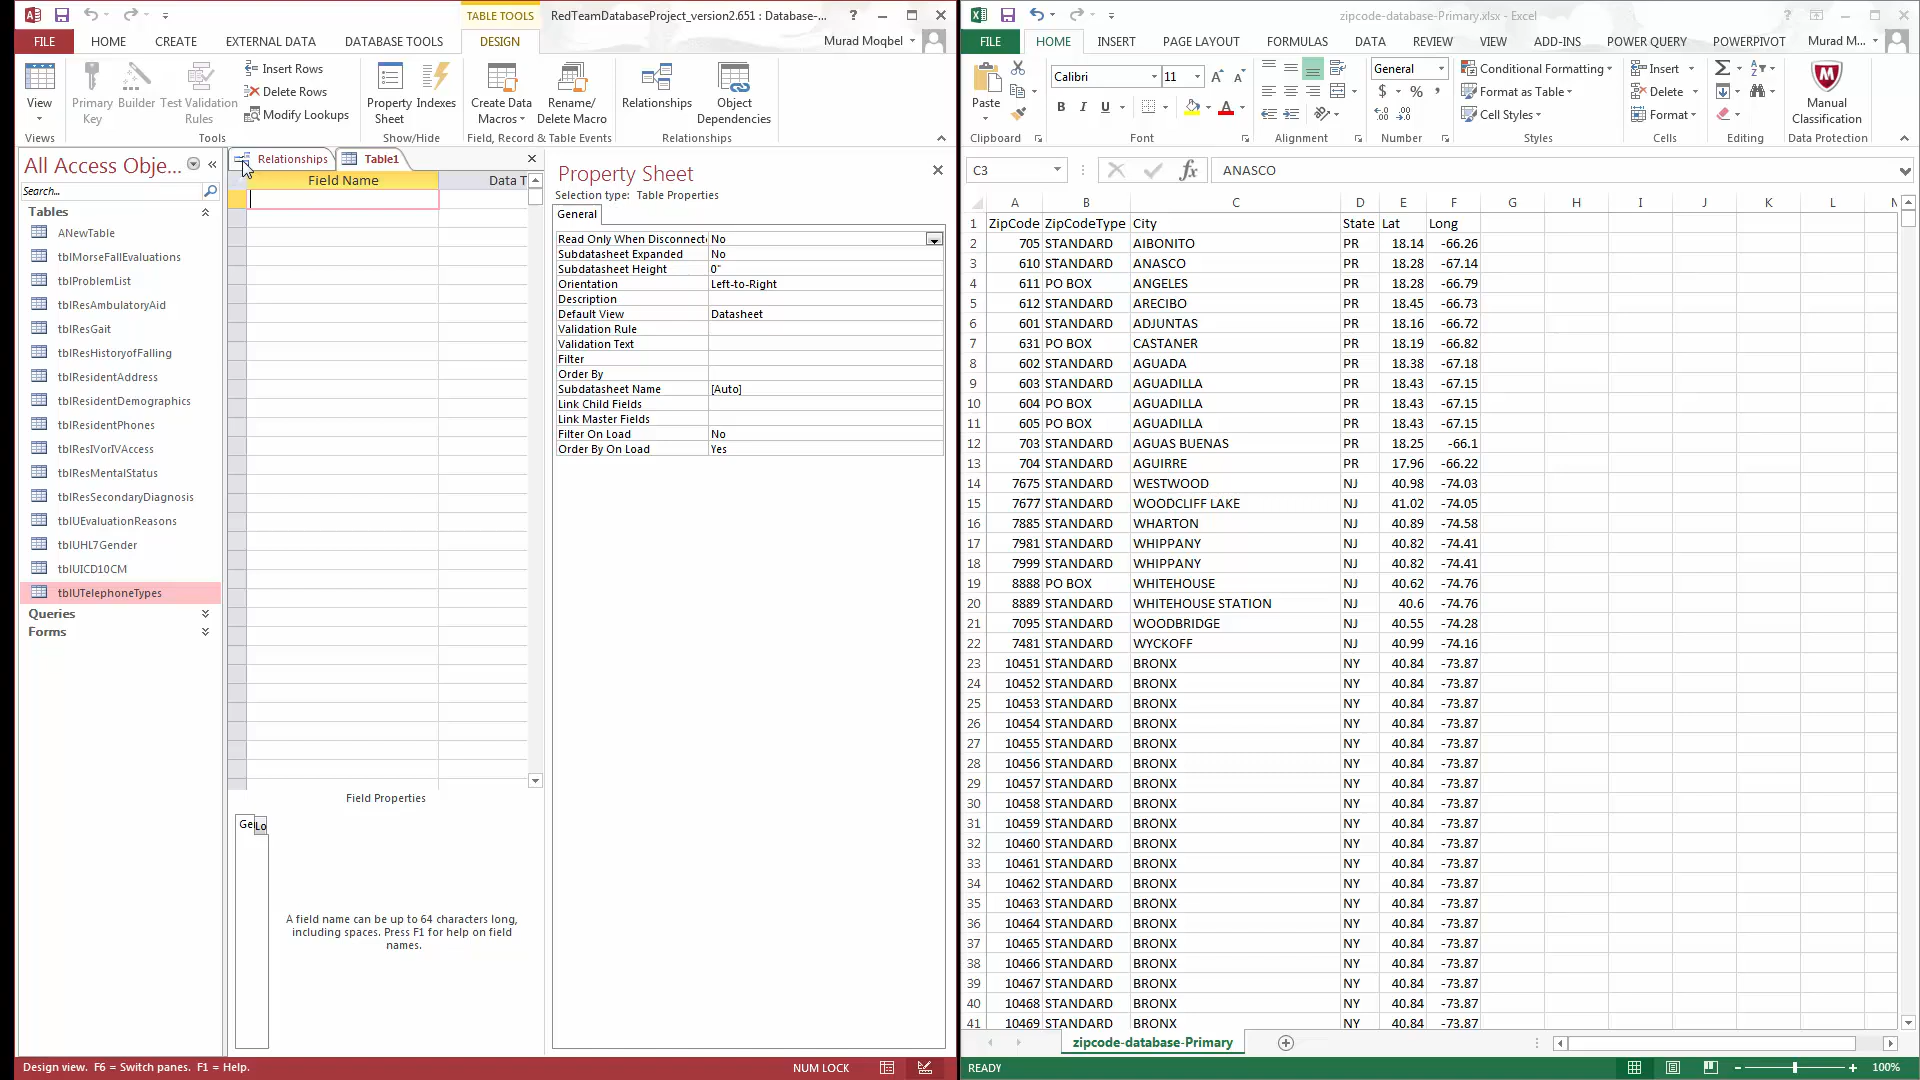 TABLE TOOLS
RedTeamDatabaseProject_version2.651 : Database-...
?
FILE
HOME
CREATE
EXTERNAL DATA
DATABASE TOOLS
DESIGN
Murad Moqbel
View
Primary Key
Builder
Test Validation Rules
Insert Rows
Delete Rows
Modify Lookups
Property Sheet
Indexes
Create Data Macros
Rename/ Delete Macro
Relationships
Object Dependencies
Views
Tools
Show/Hide
Field, Record & Table Events
Relationships
All Access Obje...
Search...
Tables
ANewTable
tblMorseFallEvaluations
tblProblemList
tblResAmbulatoryAid
tblResGait
tblResHistoryofFalling
tblResidentAddress
tblResidentDemographics
tblResidentPhones
tblResIVorIVAccess
tblResMentalStatus
tblResSecondaryDiagnosis
tblUEvaluationReasons
tblUHL7Gender
tblUICD10CM
tblUTelephoneTypes
Queries
Forms
Relationships
Table1
Field Name
Data T
Field Properties
Ge
Lo
A field name can be up to 64 characters long,
including spaces. Press F1 for help on field
names.
Property Sheet
Selection type: Table Properties
General
Read Only When Disconnecte No
Subdatasheet Expanded No
Subdatasheet Height 0"
Orientation Left-to-Right
Description
Default View Datasheet
Validation Rule
Validation Text
Filter
Order By
Subdatasheet Name [Auto]
Link Child Fields
Link Master Fields
Filter On Load No
Order By On Load Yes
Design view. F6 = Switch panes. F1 = Help.
NUM LOCK
zipcode-database-Primary.xlsx - Excel
?
FILE
HOME
INSERT
PAGE LAYOUT
FORMULAS
DATA
REVIEW
VIEW
ADD-INS
POWER QUERY
POWERPIVOT
Murad M...
Paste
Calibri
11
B I U
General
$ % ,
Conditional Formatting
Format as Table
Cell Styles
Insert
Delete
Format
Manual Classification
Clipboard
Font
Alignment
Number
Styles
Cells
Editing
Data Protection
C3
fx
ANASCO
A B C D E F G H I J K L
1 ZipCode ZipCodeType City State Lat Long
2 705 STANDARD AIBONITO PR 18.14 -66.26
3 610 STANDARD ANASCO PR 18.28 -67.14
4 611 PO BOX ANGELES PR 18.28 -66.79
5 612 STANDARD ARECIBO PR 18.45 -66.73
6 601 STANDARD ADJUNTAS PR 18.16 -66.72
7 631 PO BOX CASTANER PR 18.19 -66.82
8 602 STANDARD AGUADA PR 18.38 -67.18
9 603 STANDARD AGUADILLA PR 18.43 -67.15
10 604 PO BOX AGUADILLA PR 18.43 -67.15
11 605 PO BOX AGUADILLA PR 18.43 -67.15
12 703 STANDARD AGUAS BUENAS PR 18.25 -66.1
13 704 STANDARD AGUIRRE PR 17.96 -66.22
14 7675 STANDARD WESTWOOD NJ 40.98 -74.03
15 7677 STANDARD WOODCLIFF LAKE NJ 41.02 -74.05
16 7885 STANDARD WHARTON NJ 40.89 -74.58
17 7981 STANDARD WHIPPANY NJ 40.82 -74.41
18 7999 STANDARD WHIPPANY NJ 40.82 -74.41
19 8888 PO BOX WHITEHOUSE NJ 40.62 -74.76
20 8889 STANDARD WHITEHOUSE STATION NJ 40.6 -74.76
21 7095 STANDARD WOODBRIDGE NJ 40.55 -74.28
22 7481 STANDARD WYCKOFF NJ 40.99 -74.16
23 10451 STANDARD BRONX NY 40.84 -73.87
24 10452 STANDARD BRONX NY 40.84 -73.87
25 10453 STANDARD BRONX NY 40.84 -73.87
26 10454 STANDARD BRONX NY 40.84 -73.87
27 10455 STANDARD BRONX NY 40.84 -73.87
28 10456 STANDARD BRONX NY 40.84 -73.87
29 10457 STANDARD BRONX NY 40.84 -73.87
30 10458 STANDARD BRONX NY 40.84 -73.87
31 10459 STANDARD BRONX NY 40.84 -73.87
32 10460 STANDARD BRONX NY 40.84 -73.87
33 10461 STANDARD BRONX NY 40.84 -73.87
34 10462 STANDARD BRONX NY 40.84 -73.87
35 10463 STANDARD BRONX NY 40.84 -73.87
36 10464 STANDARD BRONX NY 40.84 -73.87
37 10465 STANDARD BRONX NY 40.84 -73.87
38 10466 STANDARD BRONX NY 40.84 -73.87
39 10467 STANDARD BRONX NY 40.84 -73.87
40 10468 STANDARD BRONX NY 40.84 -73.87
41 10469 STANDARD BRONX NY 40.84 -73.87
zipcode-database-Primary
READY
100%